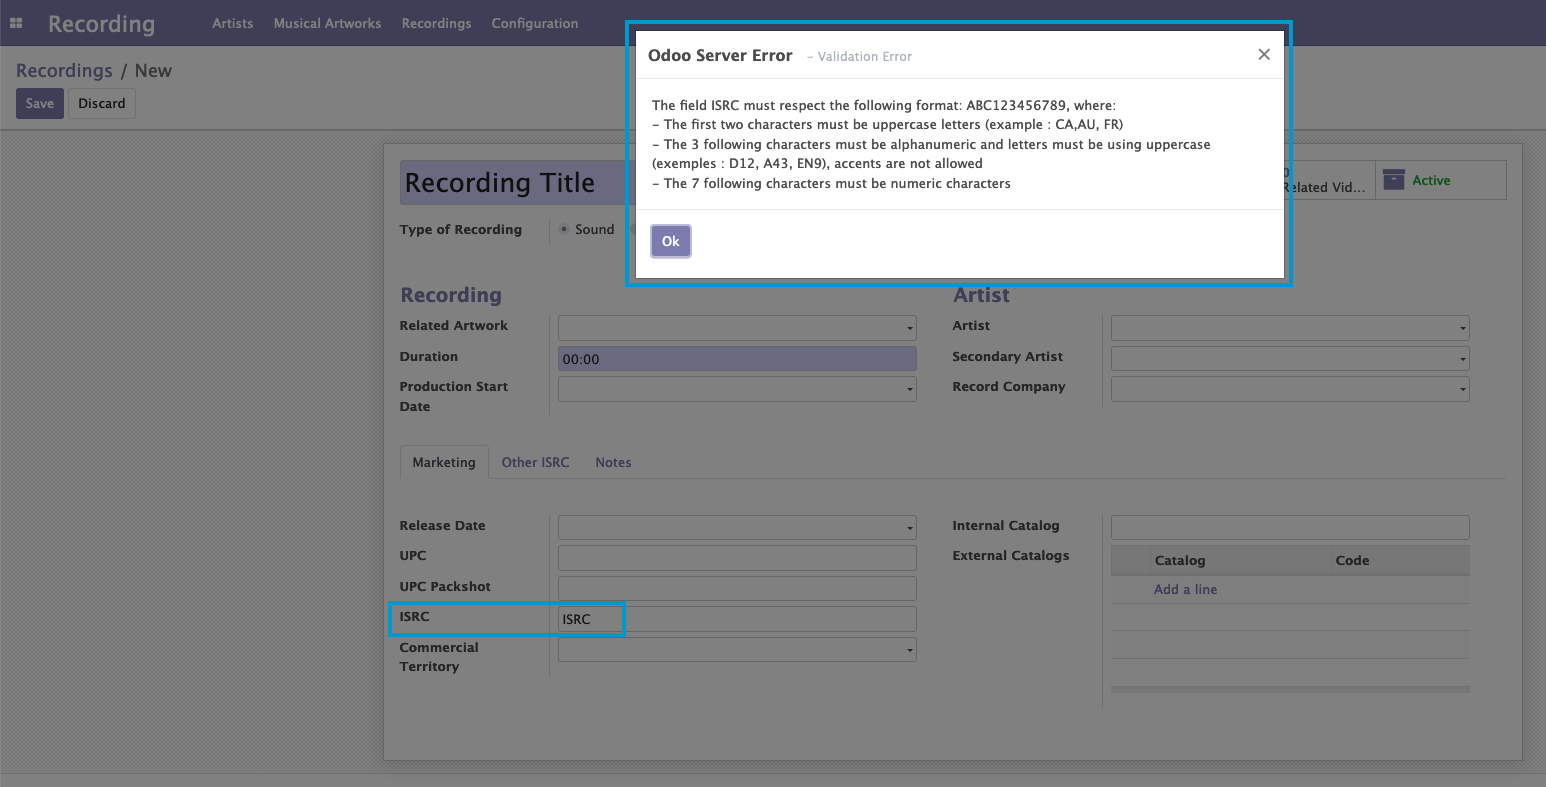 Recording Artists Musical Artworks Recordings Configuration
Recordings / New
Save Discard
Odoo Server Error – Validation Error ×
The field ISRC must respect the following format: ABC123456789, where:
– The first two characters must be uppercase letters (example : CA,AU, FR)
– The 3 following characters must be alphanumeric and letters must be using uppercase
(exemples : D12, A43, EN9), accents are not allowed
– The 7 following characters must be numeric characters
Ok
Recording Title
0
Related Vid...
Active
Type of Recording Sound
Recording Artist
Related Artwork Artist
Duration 00:00 Secondary Artist
Production Start
Date
Record Company
Marketing Other ISRC Notes
Release Date Internal Catalog
UPC External Catalogs Catalog Code
UPC Packshot Add a line
ISRC ISRC
Commercial
Territory